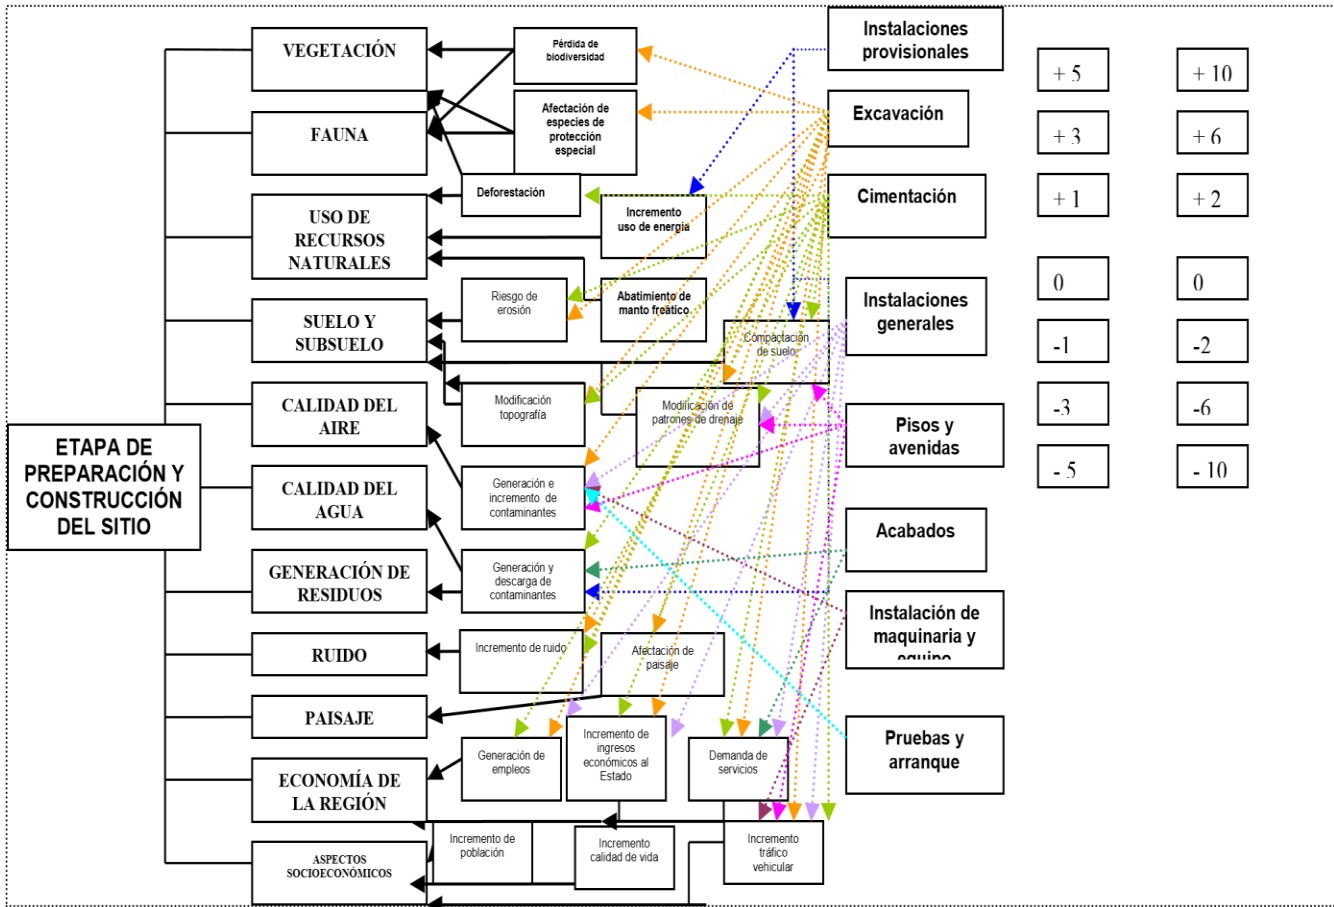 ETAPA DE
PREPARACIÓN Y
CONSTRUCCIÓN
DEL SITIO
VEGETACIÓN
FAUNA
USO DE
RECURSOS
NATURALES
SUELO Y
SUBSUELO
CALIDAD DEL
AIRE
CALIDAD DEL
AGUA
GENERACIÓN DE
RESIDUOS
RUIDO
PAISAJE
ECONOMÍA DE
LA REGIÓN
ASPECTOS
SOCIOECONÓMICOS
Pérdida de
biodiversidad
Afectación de
especies de
protección
especial
Deforestación
Incremento
uso de energía
Riesgo de
erosión
Abatimiento de
manto freático
Compactación
de suelo
Modificación
topografía
Modificación de
patrones de drenaje
Generación e
incremento de
contaminantes
Generación y
descarga de
contaminantes
Incremento de ruido
Afectación de
paisaje
Generación de
empleos
Incremento de
ingresos
económicos al
Estado
Demanda de
servicios
Incremento de
población
Incremento
calidad de vida
Incremento
tráfico
vehicular
Instalaciones
provisionales
Excavación
Cimentación
Instalaciones
generales
Pisos y
avenidas
Acabados
Instalación de
maquinaria y
equipo
Pruebas y
arranque
+ 5
+ 3
+ 1
0
-1
-3
- 5
+ 10
+ 6
+ 2
0
-2
-6
- 10